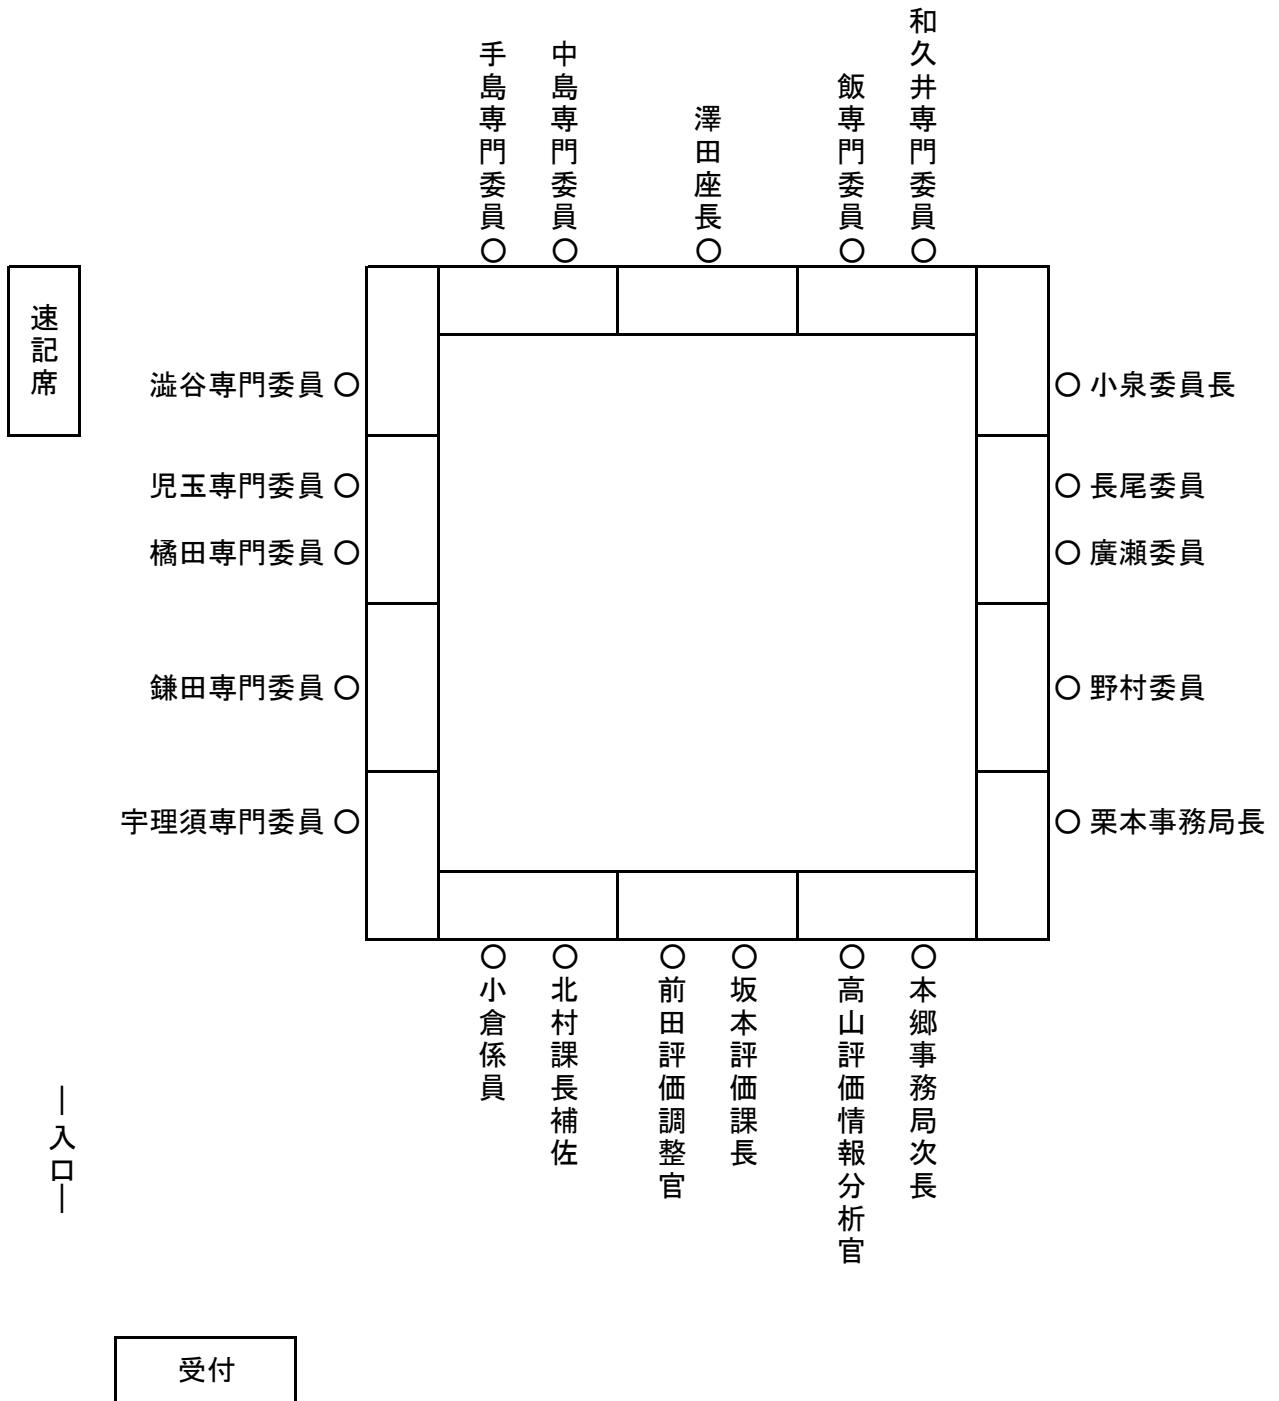 手島専門委員
中島専門委員
澤田座長
飯専門委員
和久井専門委員
速記席
澁谷専門委員
小泉委員長
児玉専門委員
長尾委員
橘田専門委員
廣瀬委員
鎌田専門委員
野村委員
宇理須専門委員
栗本事務局長
小倉係員
北村課長補佐
前田評価調整官
坂本評価課長
高山評価情報分析官
本郷事務局次長
―入口―
受付